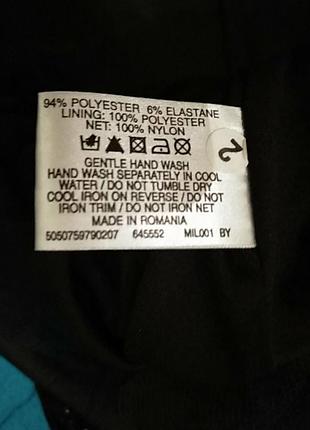 94% POLYESTER 6% ELASTANE
LINING: 100% POLYESTER
NET: 100% NYLON
2
GENTLE HAND WASH
HAND WASH SEPARATELY IN COOL
WATER / DO NOT TUMBLE DRY
COOL IRON ON REVERSE / DO NOT
IRON TRIM / DO NOT IRON NET
MADE IN ROMANIA
5050759790207 645552 MIL001 BY